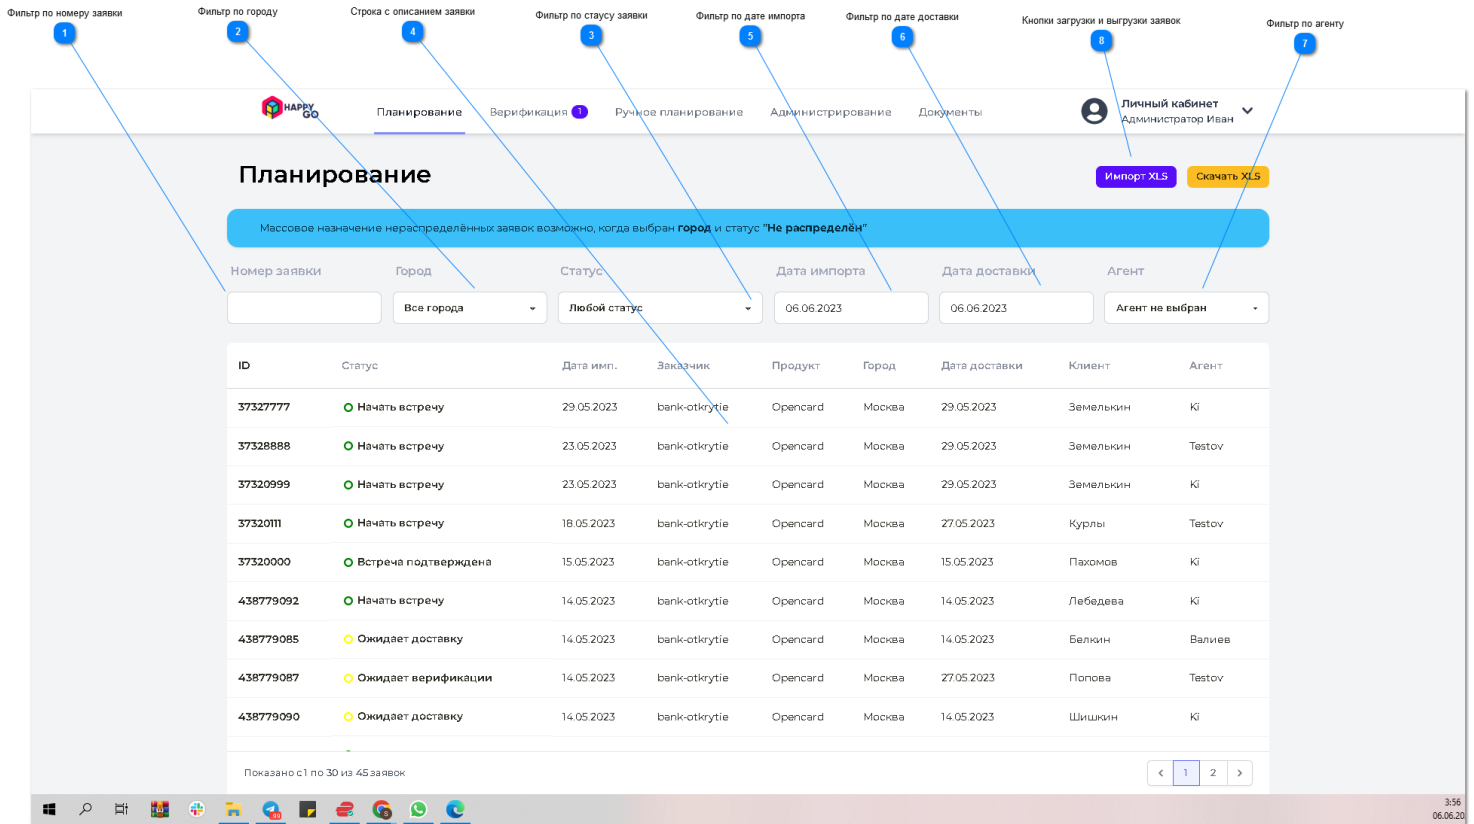 Фильтр по номеру заявки
Фильтр по городу
Строка с описанием заявки
Фильтр по стаусу заявки
Фильтр по дате импорта
Фильтр по дате доставки
Кнопки загрузки и выгрузки заявок
Фильтр по агенту
1
2
4
3
5
6
8
7
HAPPY
GO
Планирование
Верификация 1
Ручное планирование
Администрирование
Документы
Личный кабинет
Администратор Иван
Планирование
Импорт XLS
Скачать XLS
Массовое назначение нераспределённых заявок возможно, когда выбран город и статус "Не распределён"
Номер заявки Город Статус Дата импорта Дата доставки Агент
Все города Любой статус 06.06.2023 06.06.2023 Агент не выбран
ID Статус Дата имп. Заказчик Продукт Город Дата доставки Клиент Агент
37327777 Начать встречу 29.05.2023 bank-otkrytie Opencard Москва 29.05.2023 Земелькин Ki
37328888 Начать встречу 23.05.2023 bank-otkrytie Opencard Москва 29.05.2023 Земелькин Testov
37320999 Начать встречу 23.05.2023 bank-otkrytie Opencard Москва 29.05.2023 Земелькин Ki
37320111 Начать встречу 18.05.2023 bank-otkrytie Opencard Москва 27.05.2023 Курлы Testov
37320000 Встреча подтверждена 15.05.2023 bank-otkrytie Opencard Москва 15.05.2023 Пахомов Ki
438779092 Начать встречу 14.05.2023 bank-otkrytie Opencard Москва 14.05.2023 Лебедева Ki
438779085 Ожидает доставку 14.05.2023 bank-otkrytie Opencard Москва 14.05.2023 Белкин Валиев
438779087 Ожидает верификации 14.05.2023 bank-otkrytie Opencard Москва 27.05.2023 Попова Testov
438779090 Ожидает доставку 14.05.2023 bank-otkrytie Opencard Москва 14.05.2023 Шишкин Ki
Показано с 1 по 30 из 45 заявок
1 2
99
S
3:56
06.06.20